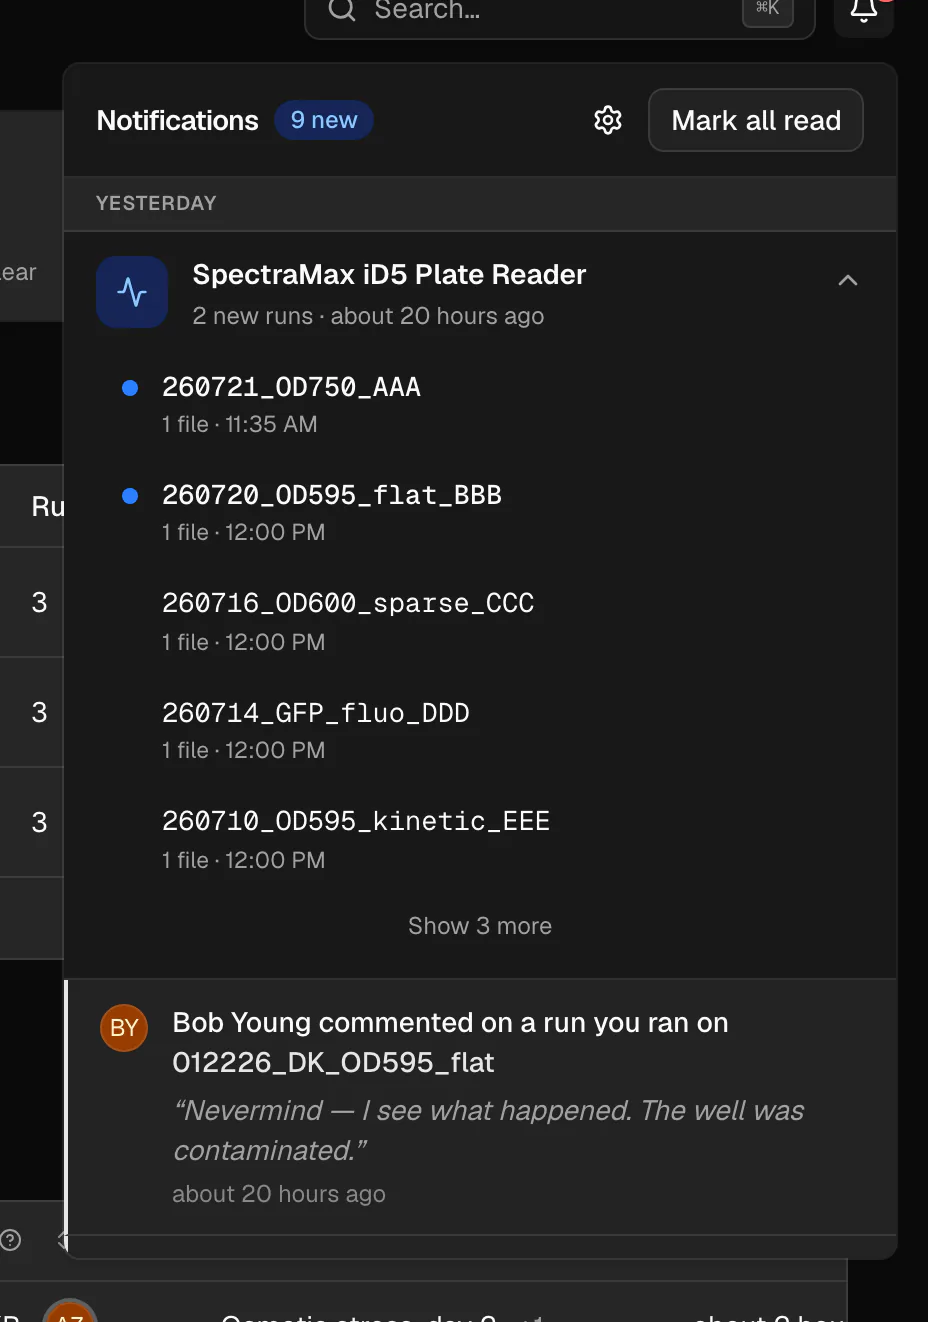 Search...
⌘K
Notifications
9 new
Mark all read
YESTERDAY
ear
SpectraMax iD5 Plate Reader
2 new runs · about 20 hours ago
260721_OD750_AAA
1 file · 11:35 AM
260720_OD595_flat_BBB
1 file · 12:00 PM
Ru
260716_OD600_sparse_CCC
3
1 file · 12:00 PM
260714_GFP_fluo_DDD
3
1 file · 12:00 PM
260710_OD595_kinetic_EEE
3
1 file · 12:00 PM
Show 3 more
BY
Bob Young commented on a run you ran on
012226_DK_OD595_flat
“Nevermind — I see what happened. The well was
contaminated.”
about 20 hours ago
AZ